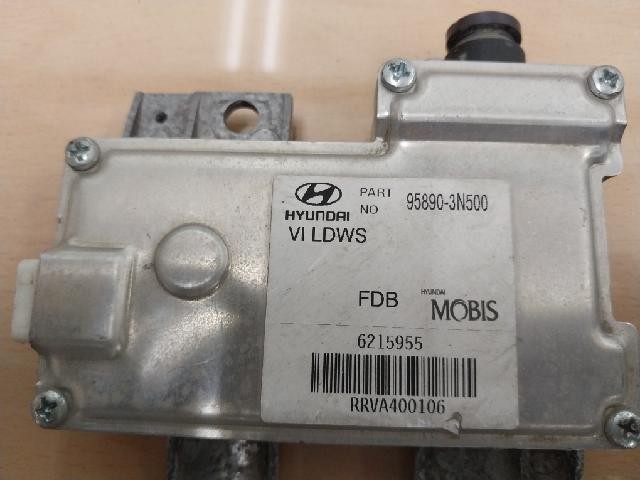 HYUNDAI
PART NO 95890-3N500
VI LDWS
FDB
HYUNDAI MOBIS
6215955
RRVA400106